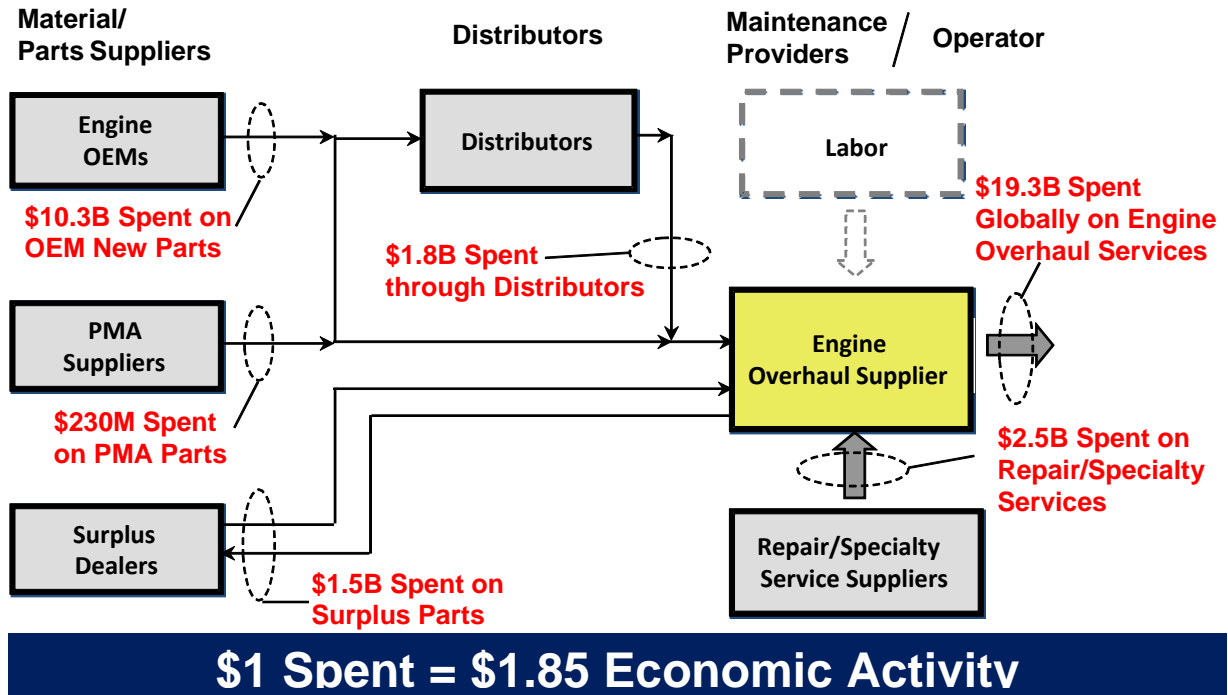 Material/
Parts Suppliers
Distributors
Maintenance
Providers
/
Operator
Engine
OEMs
Distributors
Labor
$10.3B Spent on
OEM New Parts
$1.8B Spent
through Distributors
$19.3B Spent
Globally on Engine
Overhaul Services
PMA
Suppliers
Engine
Overhaul Supplier
$230M Spent
on PMA Parts
$2.5B Spent on
Repair/Specialty
Services
Surplus
Dealers
$1.5B Spent on
Surplus Parts
Repair/Specialty
Service Suppliers
$1 Spent = $1.85 Economic Activity